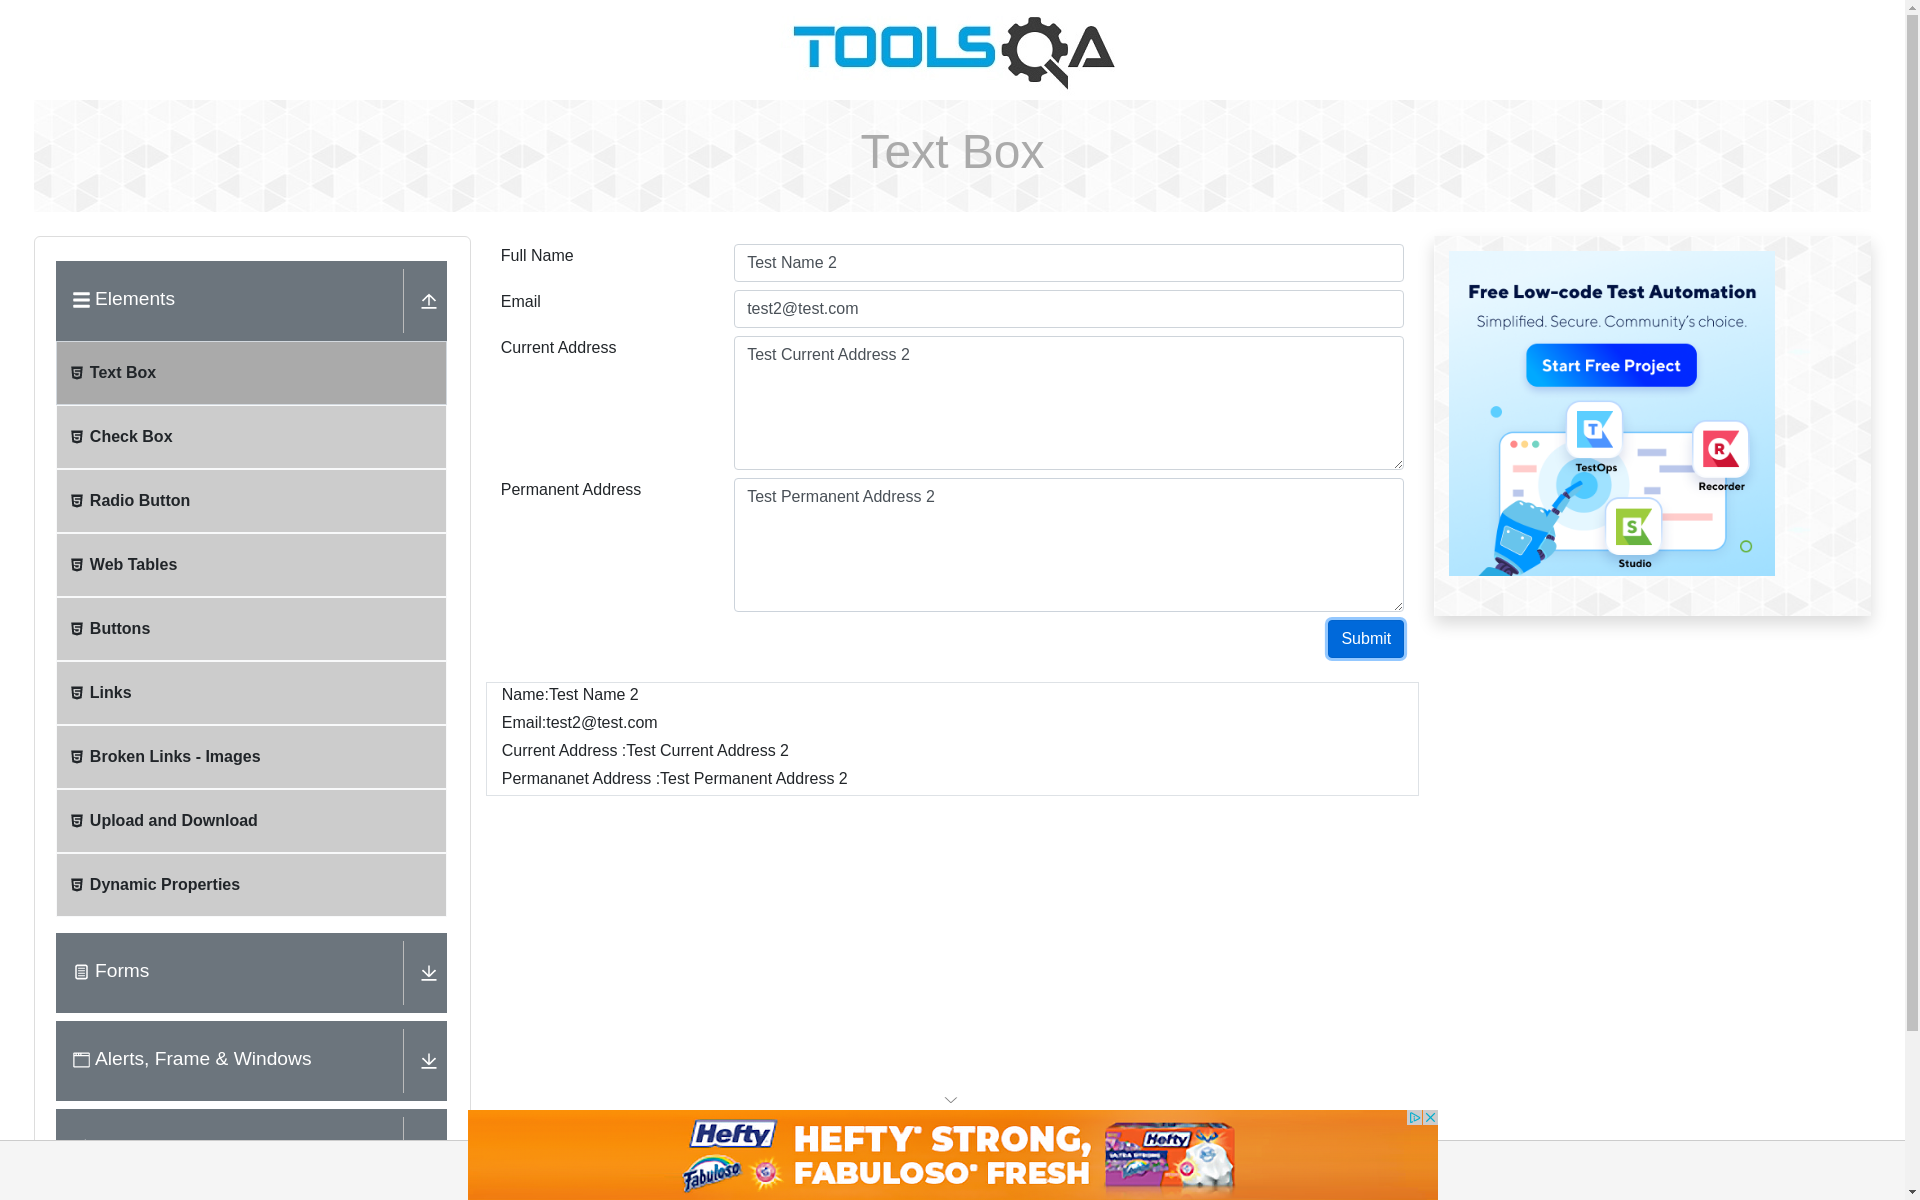 TOOLSQA
Text Box
Elements
Text Box
Check Box
Radio Button
Web Tables
Buttons
Links
Broken Links - Images
Upload and Download
Dynamic Properties
Forms
Alerts, Frame & Windows
Full Name
Test Name 2
Email
test2@test.com
Current Address
Test Current Address 2
Permanent Address
Test Permanent Address 2
Submit
Name:Test Name 2
Email:test2@test.com
Current Address :Test Current Address 2
Permananet Address :Test Permanent Address 2
Free Low-code Test Automation
Simplified. Secure. Community's choice.
Start Free Project
T
TestOps
R
Recorder
S
Studio
Hefty
Fabuloso
HEFTY® STRONG,
FABULOSO® FRESH
Hefty
ULTRA STRONG